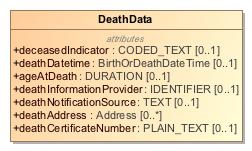 DeathData
attributes
+deceasedIndicator : CODED_TEXT [0..1]
+deathDatetime : BirthOrDeathDateTime [0..1]
+ageAtDeath : DURATION [0..1]
+deathInformationProvider : IDENTIFIER [0..1]
+deathNotificationSource : TEXT [0..1]
+deathAddress : Address [0..*]
+deathCertificateNumber : PLAIN_TEXT [0..1]